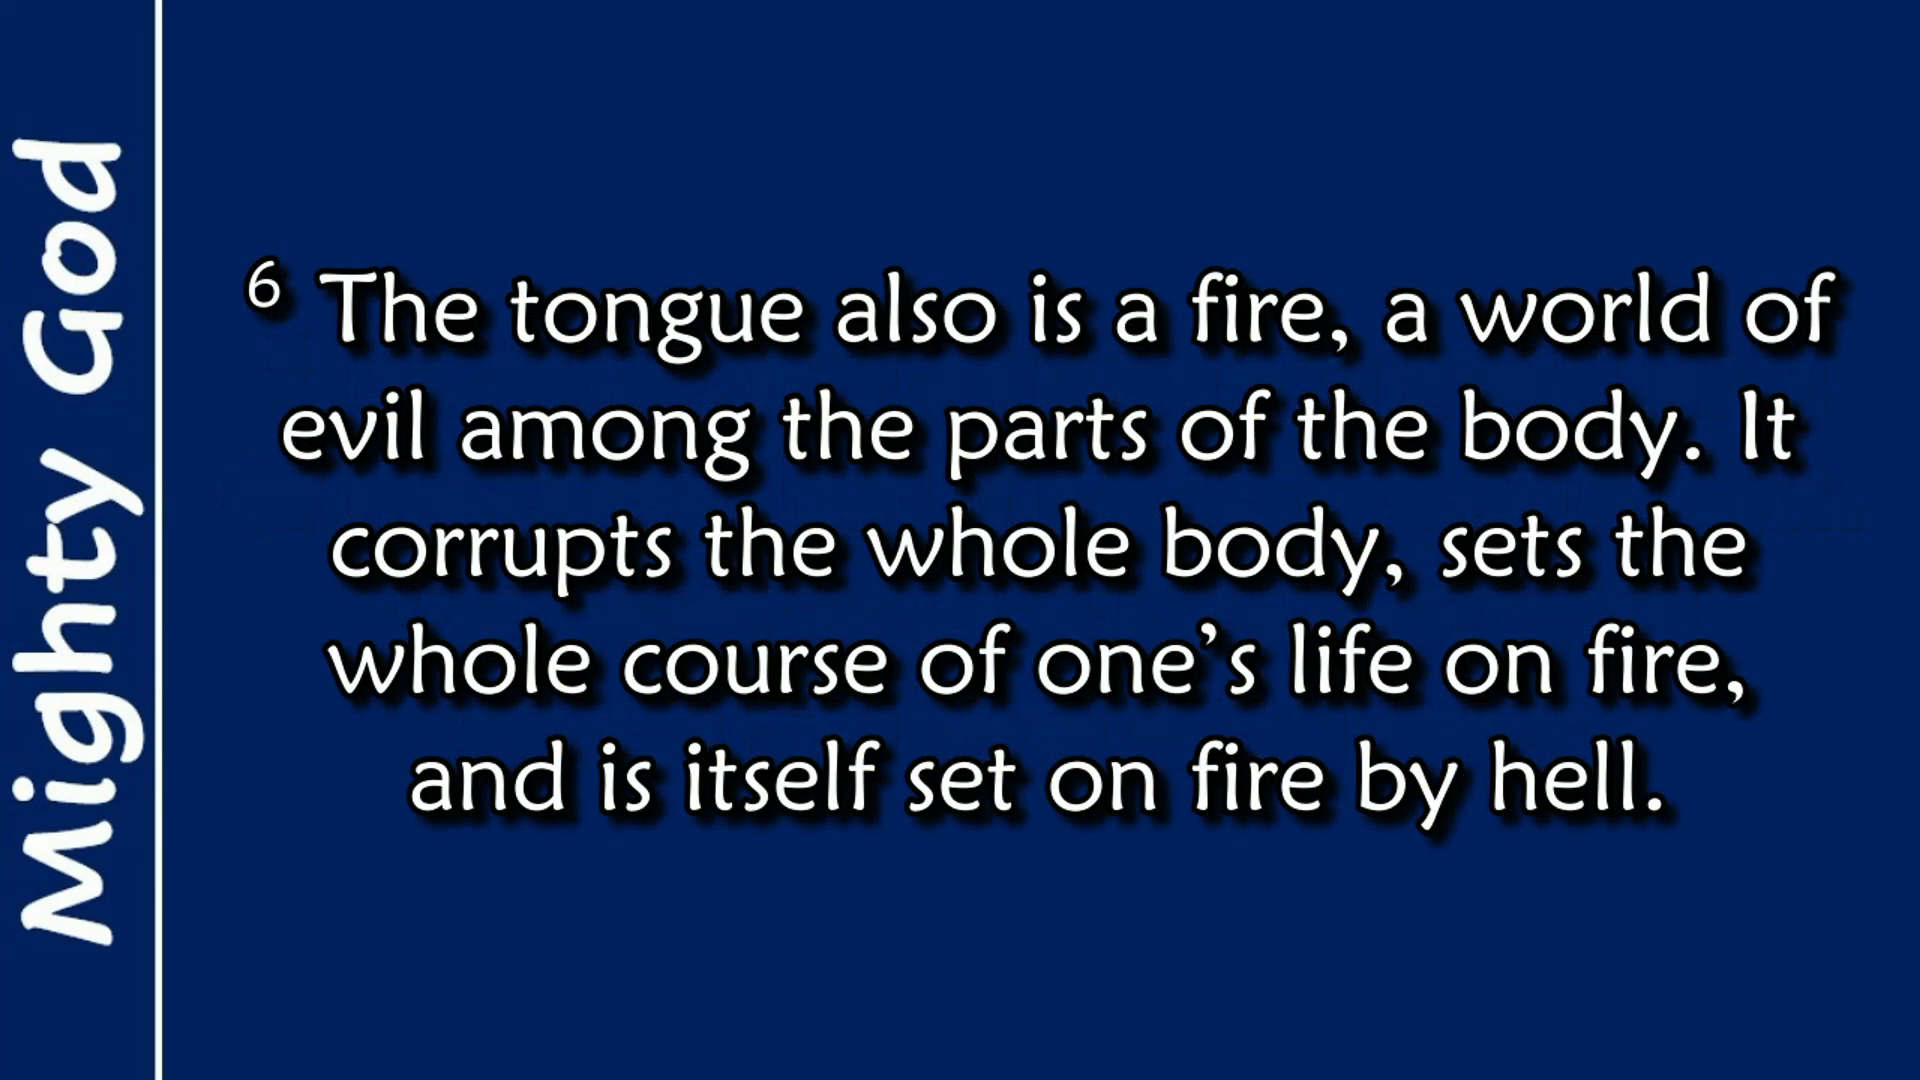 Mighty God
6 The tongue also is a fire, a world of
evil among the parts of the body. It
corrupts the whole body, sets the
whole course of one’s life on fire,
and is itself set on fire by hell.